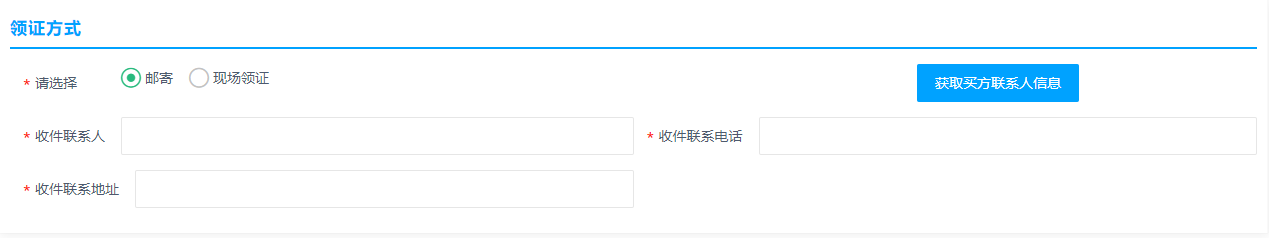 领证方式
* 请选择 邮寄 现场领证 获取买方联系人信息
* 收件联系人 * 收件联系电话
* 收件联系地址